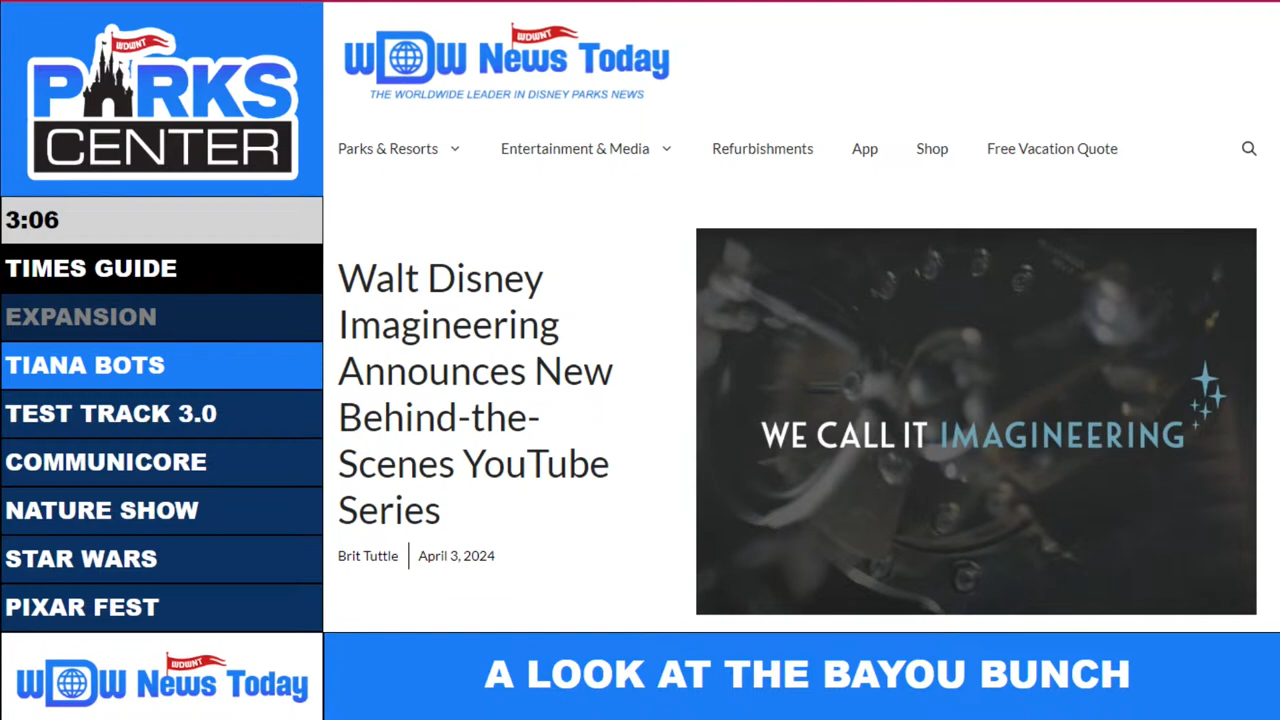 WDWNT
PARKS
CENTER
3:06
TIMES GUIDE
EXPANSION
TIANA BOTS
TEST TRACK 3.0
COMMUNICORE
NATURE SHOW
STAR WARS
PIXAR FEST
WDWNT
WDW News Today
WDWNT
WDW News Today
THE WORLDWIDE LEADER IN DISNEY PARKS NEWS
Parks & Resorts Entertainment & Media Refurbishments App Shop Free Vacation Quote
Walt Disney
Imagineering
Announces New
Behind-the-
Scenes YouTube
Series
Brit Tuttle April 3, 2024
WE CALL IT IMAGINEERING
A LOOK AT THE BAYOU BUNCH